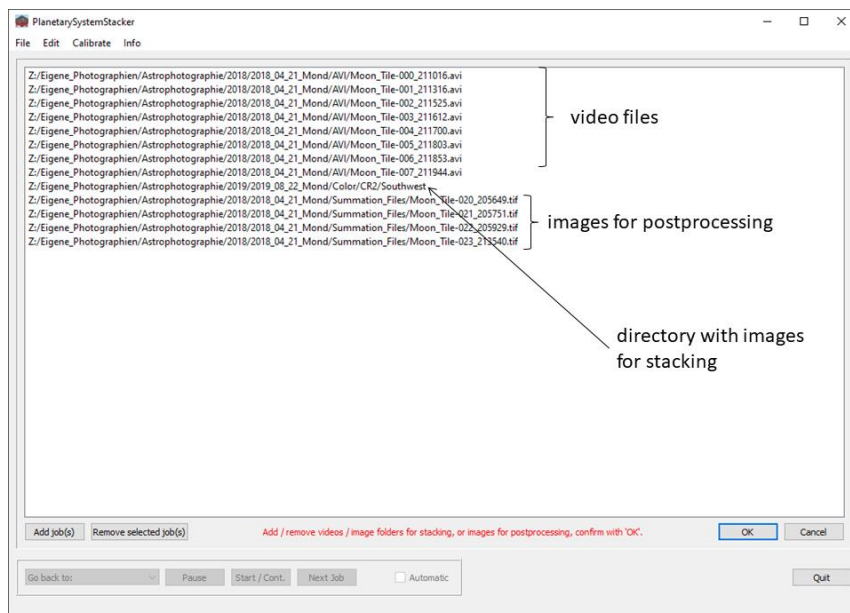 PlanetarySystemStacker
File Edit Calibrate Info
Z:/Eigene_Photographien/Astrophotographie/2018/2018_04_21_Mond/AVI/Moon_Tile-000_211016.avi
Z:/Eigene_Photographien/Astrophotographie/2018/2018_04_21_Mond/AVI/Moon_Tile-001_211316.avi
Z:/Eigene_Photographien/Astrophotographie/2018/2018_04_21_Mond/AVI/Moon_Tile-002_211525.avi
Z:/Eigene_Photographien/Astrophotographie/2018/2018_04_21_Mond/AVI/Moon_Tile-003_211612.avi
Z:/Eigene_Photographien/Astrophotographie/2018/2018_04_21_Mond/AVI/Moon_Tile-004_211700.avi
Z:/Eigene_Photographien/Astrophotographie/2018/2018_04_21_Mond/AVI/Moon_Tile-005_211803.avi
Z:/Eigene_Photographien/Astrophotographie/2018/2018_04_21_Mond/AVI/Moon_Tile-006_211853.avi
Z:/Eigene_Photographien/Astrophotographie/2018/2018_04_21_Mond/AVI/Moon_Tile-007_211944.avi
Z:/Eigene_Photographien/Astrophotographie/2019/2019_08_22_Mond/Color/CR2/Southwest
Z:/Eigene_Photographien/Astrophotographie/2018/2018_04_21_Mond/Summation_Files/Moon_Tile-020_205649.tif
Z:/Eigene_Photographien/Astrophotographie/2018/2018_04_21_Mond/Summation_Files/Moon_Tile-021_205751.tif
Z:/Eigene_Photographien/Astrophotographie/2018/2018_04_21_Mond/Summation_Files/Moon_Tile-022_205929.tif
Z:/Eigene_Photographien/Astrophotographie/2018/2018_04_21_Mond/Summation_Files/Moon_Tile-023_213540.tif
video files
images for postprocessing
directory with images
for stacking
Add job(s) Remove selected job(s) Add / remove videos / image folders for stacking, or images for postprocessing, confirm with 'OK'. OK Cancel
Go back to: Pause Start / Cont. Next Job Automatic Quit